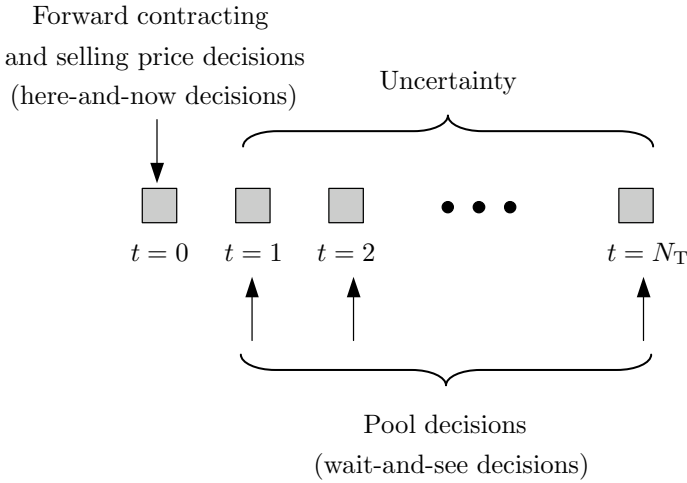 Forward contracting
and selling price decisions
(here-and-now decisions)
Uncertainty
t = 0 t = 1 t = 2 t = N_T
Pool decisions
(wait-and-see decisions)